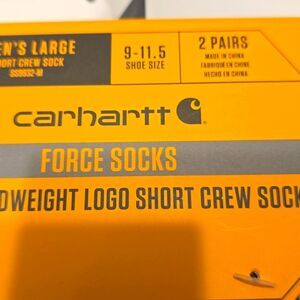 EN'S LARGE
ORT CREW SOCK
SS9932-M
9-11.5
SHOE SIZE
2 PAIRS
MADE IN CHINA
FABRIQUÉ EN CHINE
HECHO EN CHINA
carhartt
FORCE SOCKS
DWEIGHT LOGO SHORT CREW SOCK